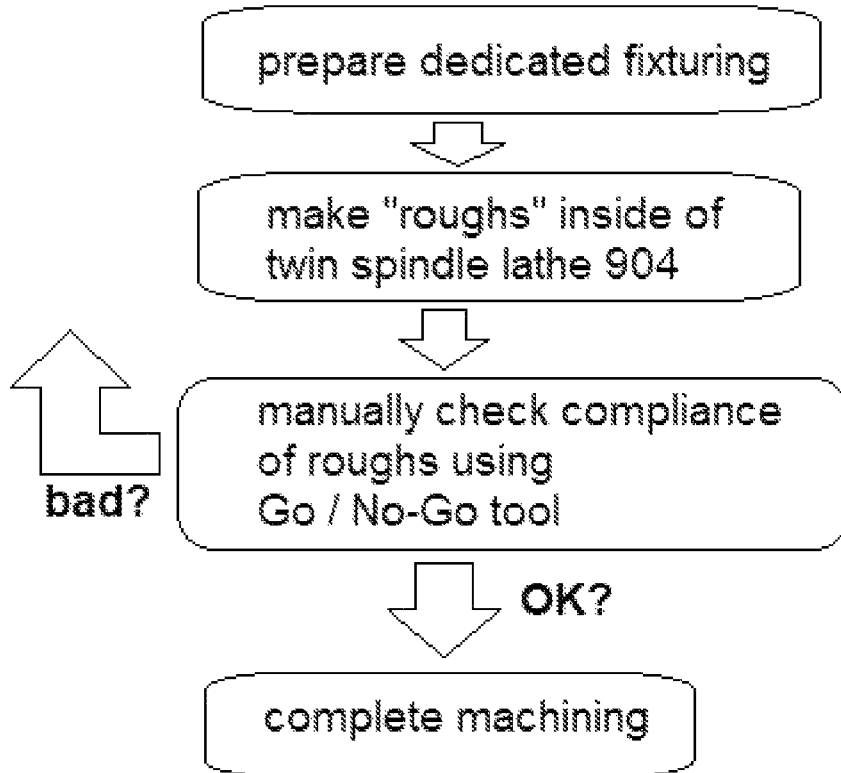 prepare dedicated fixturing
make "roughs" inside of
twin spindle lathe 904
manually check compliance
of roughs using
Go / No-Go tool
bad?
OK?
complete machining